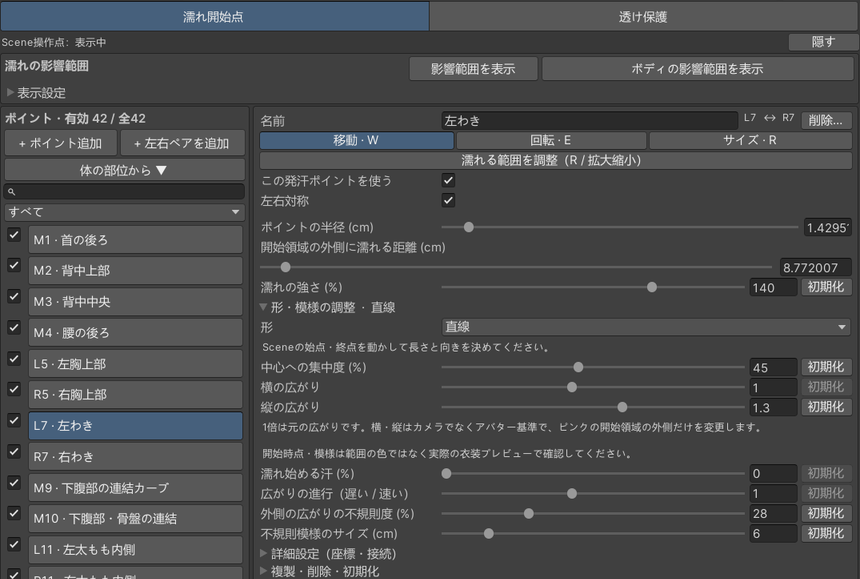 濡れ開始点
透け保護
Scene操作点: 表示中
隠す
濡れの影響範囲
影響範囲を表示
ボディの影響範囲を表示
表示設定
ポイント・有効 42 / 全42
+ ポイント追加
+ 左右ペアを追加
体の部位から ▼
すべて
M1・首の後ろ
M2・背中上部
M3・背中中央
M4・腰の後ろ
L5・左胸上部
R5・右胸上部
L7・左わき
R7・右わき
M9・下腹部の連結カーブ
M10・下腹部・骨盤の連結
L11・左太もも内側
名前
左わき
L7 ↔ R7
削除...
移動・W
回転・E
サイズ・R
濡れる範囲を調整（R / 拡大縮小）
この発汗ポイントを使う
左右対称
ポイントの半径 (cm)
1.4295
開始領域の外側に濡れる距離 (cm)
8.772007
濡れの強さ (%)
140
初期化
形・模様の調整・直線
形
直線
Sceneの始点・終点を動かして長さと向きを決めてください。
中心への集中度 (%)
45
初期化
横の広がり
1
初期化
縦の広がり
1.3
初期化
1倍は元の広がりです。横・縦はカメラでなくアバター基準で、ピンクの開始領域の外側だけを変更します。
開始時点・模様は範囲の色ではなく実際の衣装プレビューで確認してください。
濡れ始める汗 (%)
0
初期化
広がりの進行（遅い / 速い）
1
初期化
外側の広がりの不規則度 (%)
28
初期化
不規則模様のサイズ (cm)
6
初期化
詳細設定（座標・接続）
複製・削除・初期化